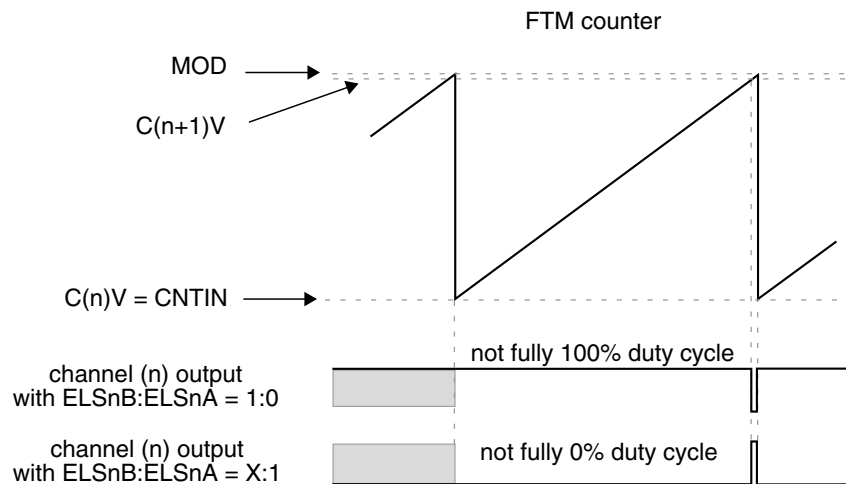 FTM counter
MOD
C(n+1)V
C(n)V = CNTIN
not fully 100% duty cycle
channel (n) output
with ELSnB:ELSnA = 1:0
not fully 0% duty cycle
channel (n) output
with ELSnB:ELSnA = X:1